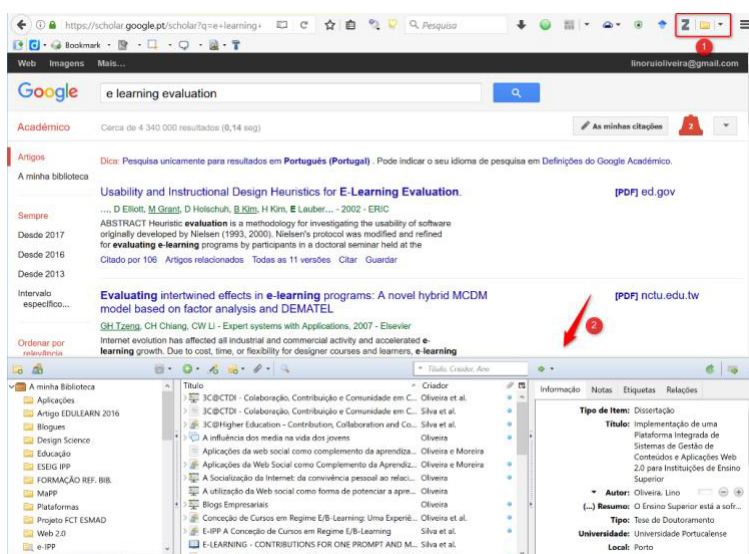 https://scholar.google.pt/scholar?q=e+learning+
Pesquisa
Z
1
Bookmark
Web Imagens Mais...
linoruioliveira@gmail.com
Google
e learning evaluation
Académico
Cerca de 4 340 000 resultados (0,14 seg)
As minhas citações
2
Artigos
A minha biblioteca
Dica: Pesquisa unicamente para resultados em Português (Portugal) . Pode indicar o seu idioma de pesquisa em Definições do Google Académico.
Sempre
Desde 2017
Desde 2016
Desde 2013
Intervalo
específico...
Ordenar por
relevância
Usability and Instructional Design Heuristics for E-Learning Evaluation.
[PDF] ed.gov
..., D Elliott, M Grant, D Holschuh, B Kim, H Kim, E Lauber... - 2002 - ERIC
ABSTRACT Heuristic evaluation is a methodology for investigating the usability of software
originally developed by Nielsen (1993, 2000). Nielsen's protocol was modified and refined
for evaluating e-learning programs by participants in a doctoral seminar held at the
Citado por 106 Artigos relacionados Todas as 11 versões Citar Guardar
Evaluating intertwined effects in e-learning programs: A novel hybrid MCDM
model based on factor analysis and DEMATEL
[PDF] nctu.edu.tw
GH Tzeng, CH Chiang, CW Li - Expert systems with Applications, 2007 - Elsevier
Internet evolution has affected all industrial and commercial activity and accelerated e-
learning growth. Due to cost, time, or flexibility for designer courses and learners, e-learning
2
Título, Criador, Ano
A minha Biblioteca
Aplicações
Artigo EDULEARN 2016
Blogues
Design Science
Educação
ESEIG IPP
FORMAÇÃO REF. BIB.
MaPP
Plataformas
Projeto FCT ESMAD
Web 2.0
e-IPP
Título Criador
3C@CTDI - Colaboração, Contribuição e Comunidade em C... Oliveira et al.
3C@CTDI - Colaboração, Contribuição e Comunidade em C... Silva et al.
3C@Higher Education - Contribution, Collaboration and Co... Silva et al.
A influência dos media na vida dos jovens Oliveira
Aplicações da web social como complemento da aprendiza... Oliveira e Moreira
Aplicações da Web Social como Complemento da Aprendiz... Oliveira e Moreira
A Socialização da Internet: da convivência pessoal ao relaci... Oliveira
A utilização da Web social como forma de potenciar a apre... Oliveira
Blogs Empresariais Oliveira
Conceção de Cursos em Regime E/B-Learning: Uma Experiê... Oliveira et al.
E-IPP A Conceção de Cursos em Regime E/B-Learning Silva et al.
E-LEARNING - CONTRIBUTIONS FOR ONE PROMPT AND M... Silva et al.
Informação Notas Etiquetas Relações
Tipo de Item: Dissertação
Título: Implementação de uma
Plataforma Integrada de
Sistemas de Gestão de
Conteúdos e Aplicações Web
2.0 para Instituições de Ensino
Superior
Autor: Oliveira, Lino
(...) Resumo: O Ensino Superior está a sofr...
Tipo: Tese de Doutoramento
Universidade: Universidade Portucalense
Local: Porto